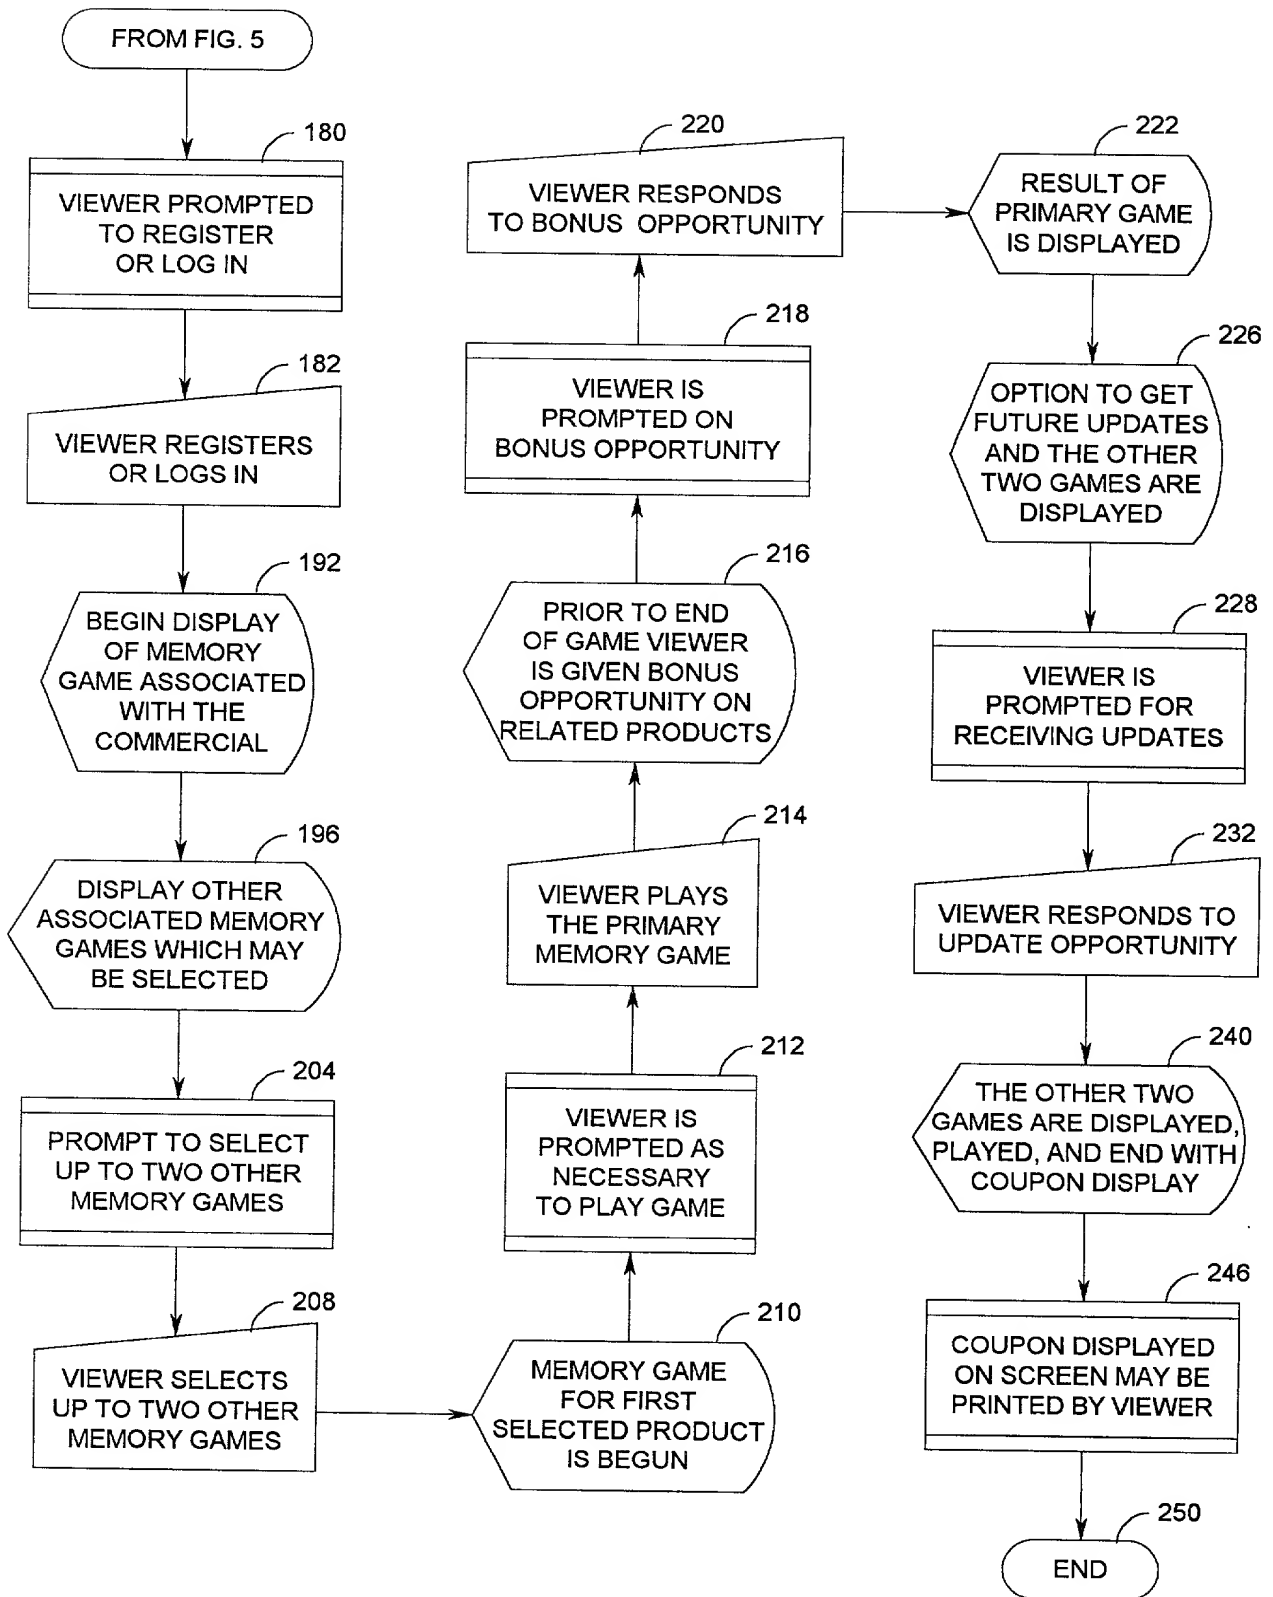 FROM FIG. 5
180
VIEWER PROMPTED
TO REGISTER
OR LOG IN
182
VIEWER REGISTERS
OR LOGS IN
192
BEGIN DISPLAY
OF MEMORY
GAME ASSOCIATED
WITH THE
COMMERCIAL
196
DISPLAY OTHER
ASSOCIATED MEMORY
GAMES WHICH MAY
BE SELECTED
204
PROMPT TO SELECT
UP TO TWO OTHER
MEMORY GAMES
208
VIEWER SELECTS
UP TO TWO OTHER
MEMORY GAMES
210
MEMORY GAME
FOR FIRST
SELECTED PRODUCT
IS BEGUN
212
VIEWER IS
PROMPTED AS
NECESSARY
TO PLAY GAME
214
VIEWER PLAYS
THE PRIMARY
MEMORY GAME
216
PRIOR TO END
OF GAME VIEWER
IS GIVEN BONUS
OPPORTUNITY ON
RELATED PRODUCTS
218
VIEWER IS
PROMPTED ON
BONUS OPPORTUNITY
220
VIEWER RESPONDS
TO BONUS OPPORTUNITY
222
RESULT OF
PRIMARY GAME
IS DISPLAYED
226
OPTION TO GET
FUTURE UPDATES
AND THE OTHER
TWO GAMES ARE
DISPLAYED
228
VIEWER IS
PROMPTED FOR
RECEIVING UPDATES
232
VIEWER RESPONDS TO
UPDATE OPPORTUNITY
240
THE OTHER TWO
GAMES ARE DISPLAYED,
PLAYED, AND END WITH
COUPON DISPLAY
246
COUPON DISPLAYED
ON SCREEN MAY BE
PRINTED BY VIEWER
250
END